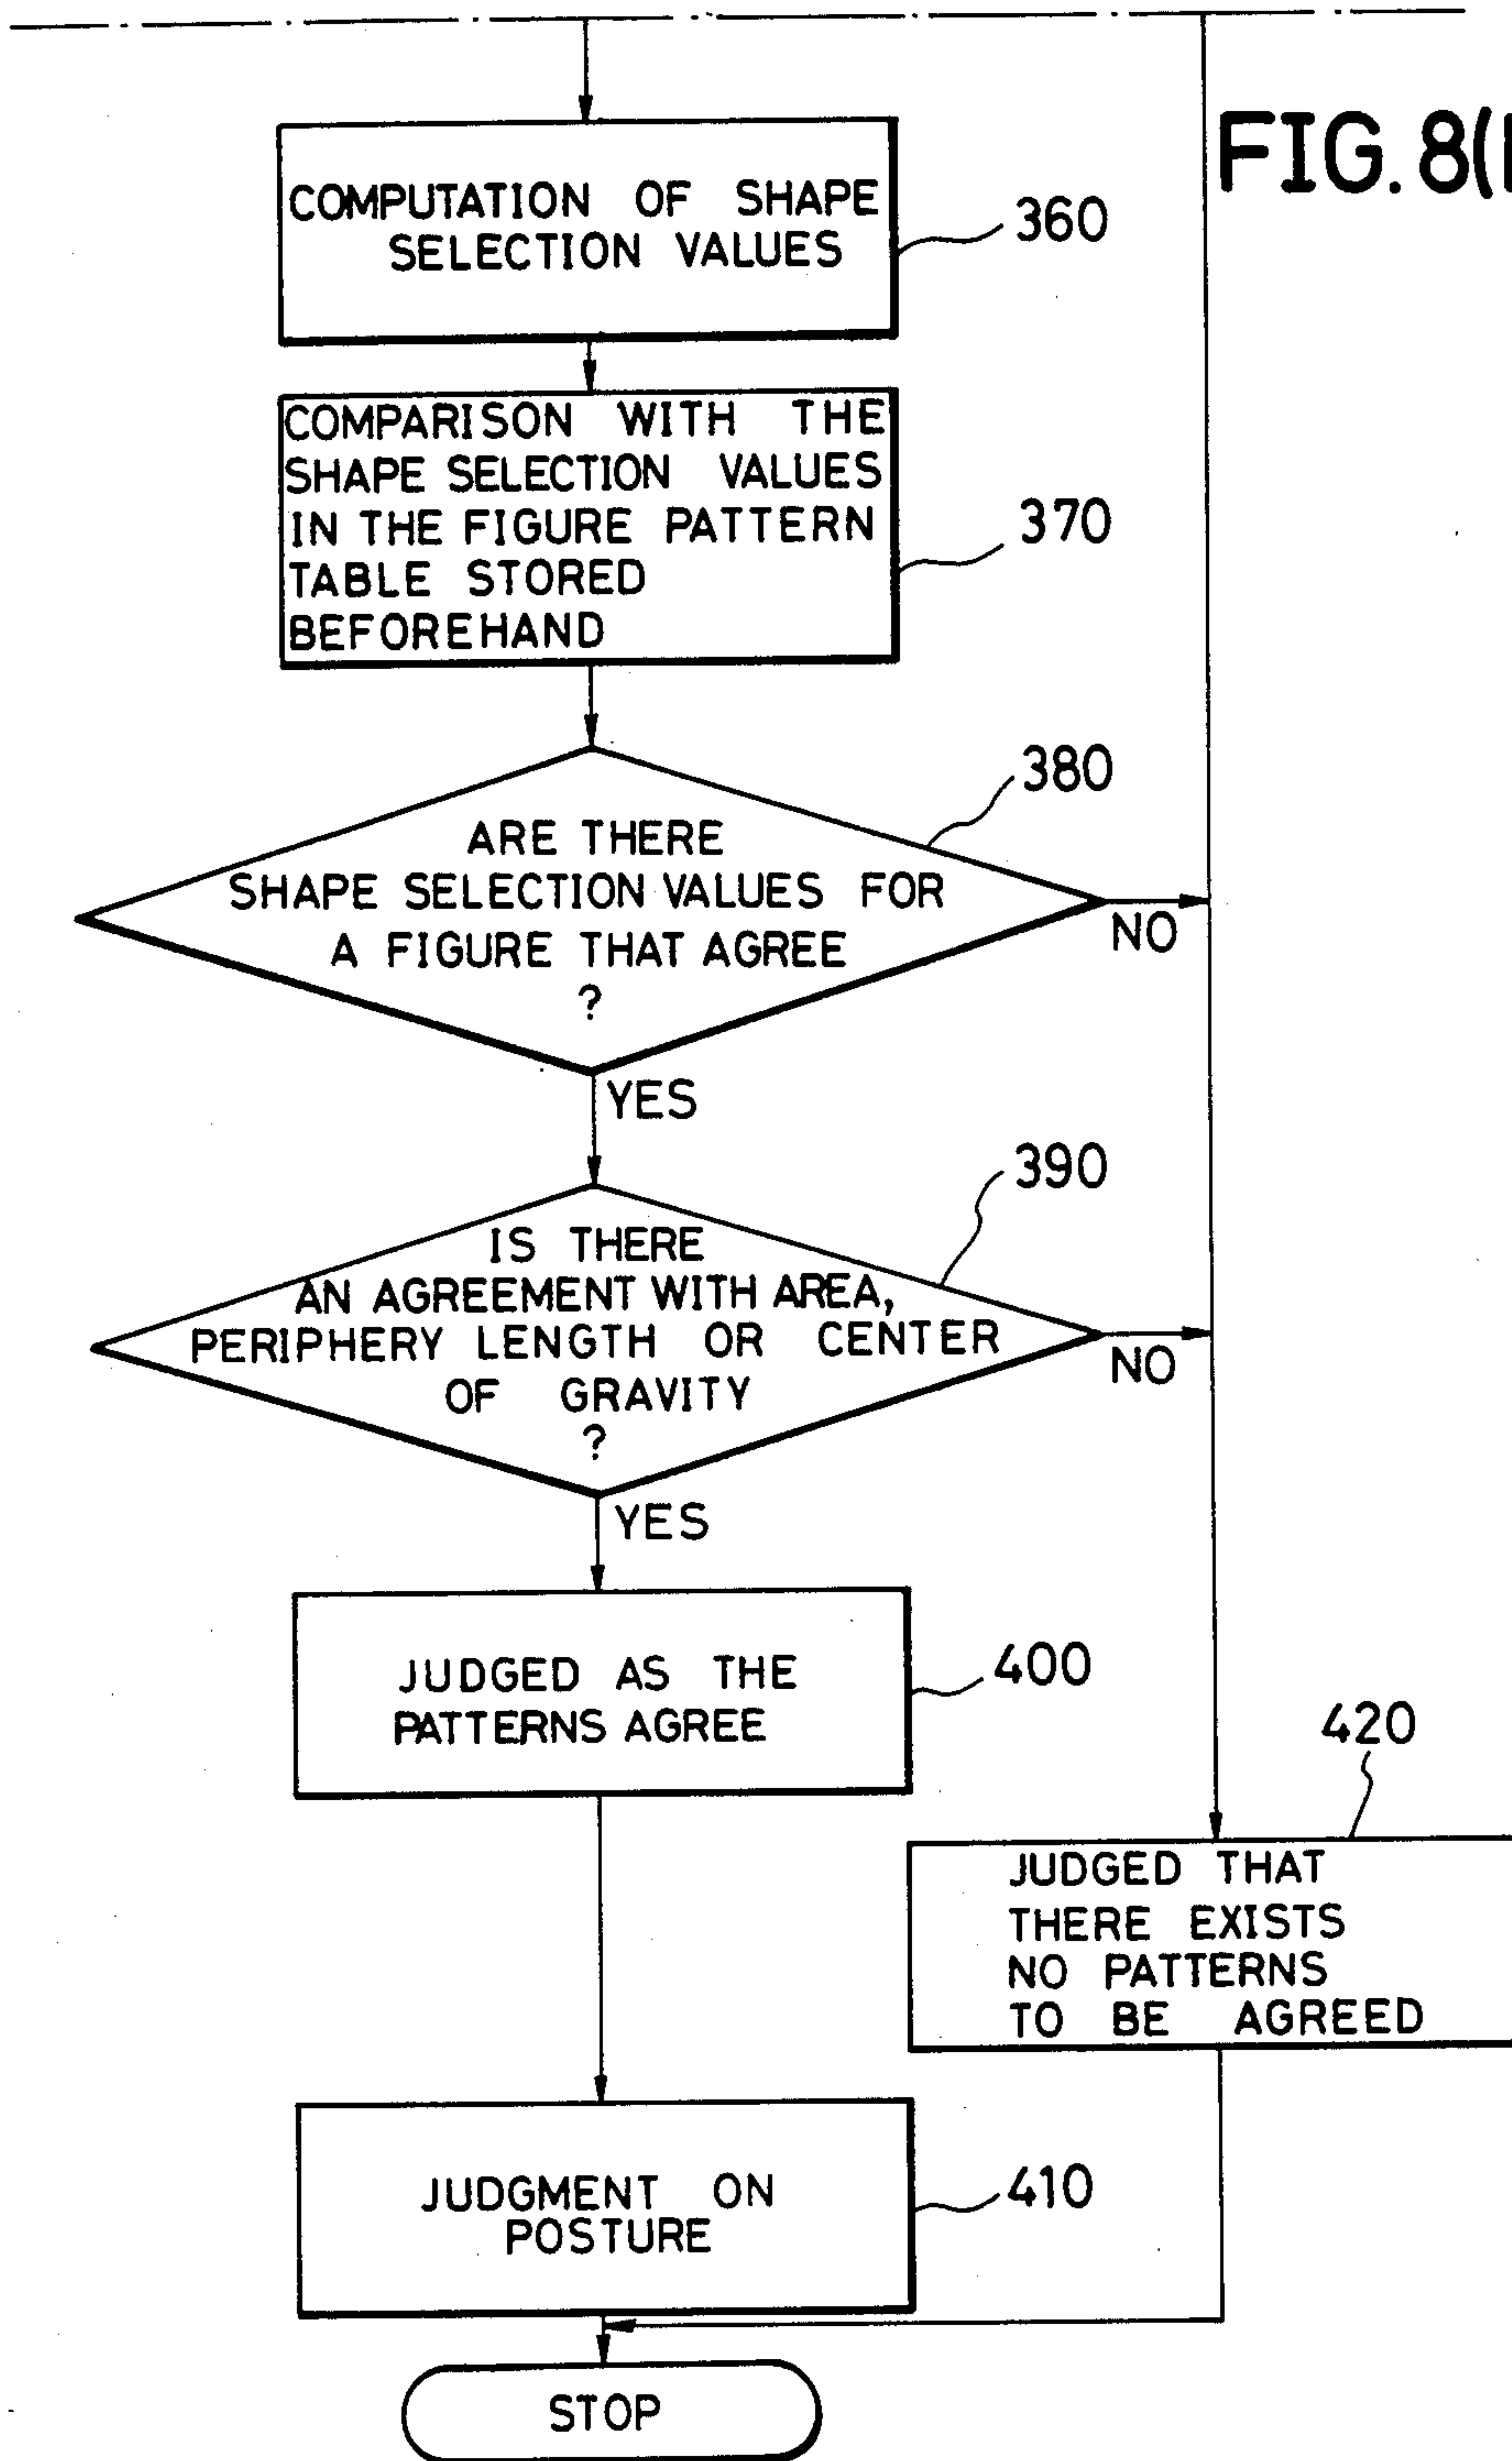 FIG. 8(
COMPUTATION OF SHAPE
SELECTION VALUES
360
COMPARISON WITH THE
SHAPE SELECTION VALUES
IN THE FIGURE PATTERN
TABLE STORED
BEFOREHAND
370
380
ARE THERE
SHAPE SELECTION VALUES FOR
A FIGURE THAT AGREE
?
NO
YES
390
IS THERE
AN AGREEMENT WITH AREA,
PERIPHERY LENGTH OR CENTER
OF GRAVITY
?
NO
YES
JUDGED AS THE
PATTERNS AGREE
400
420
JUDGED THAT
THERE EXISTS
NO PATTERNS
TO BE AGREED
JUDGMENT ON
POSTURE
410
STOP